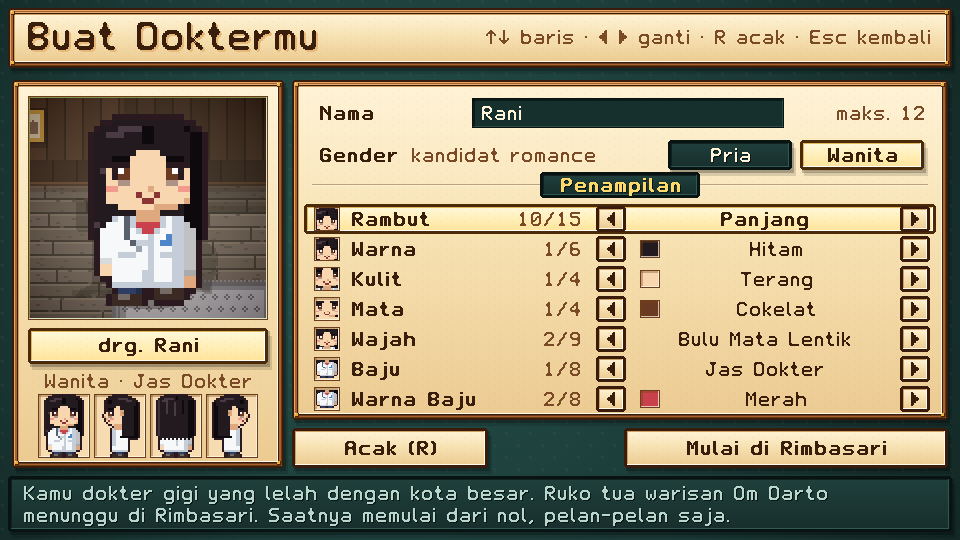 Buat Doktermu
↑↓ baris · ◀ ▶ ganti · R acak · Esc kembali
Nama Rani maks. 12
Gender kandidat romance Pria Wanita
Penampilan
Rambut 10/15 ◀ Panjang ▶
Warna 1/6 ◀ Hitam ▶
Kulit 1/4 ◀ Terang ▶
Mata 1/4 ◀ Cokelat ▶
Wajah 2/9 ◀ Bulu Mata Lentik ▶
Baju 1/8 ◀ Jas Dokter ▶
Warna Baju 2/8 ◀ Merah ▶
drg. Rani
Wanita · Jas Dokter
Acak (R)
Mulai di Rimbasari
Kamu dokter gigi yang lelah dengan kota besar. Ruko tua warisan Om Darto
menunggu di Rimbasari. Saatnya memulai dari nol, pelan-pelan saja.